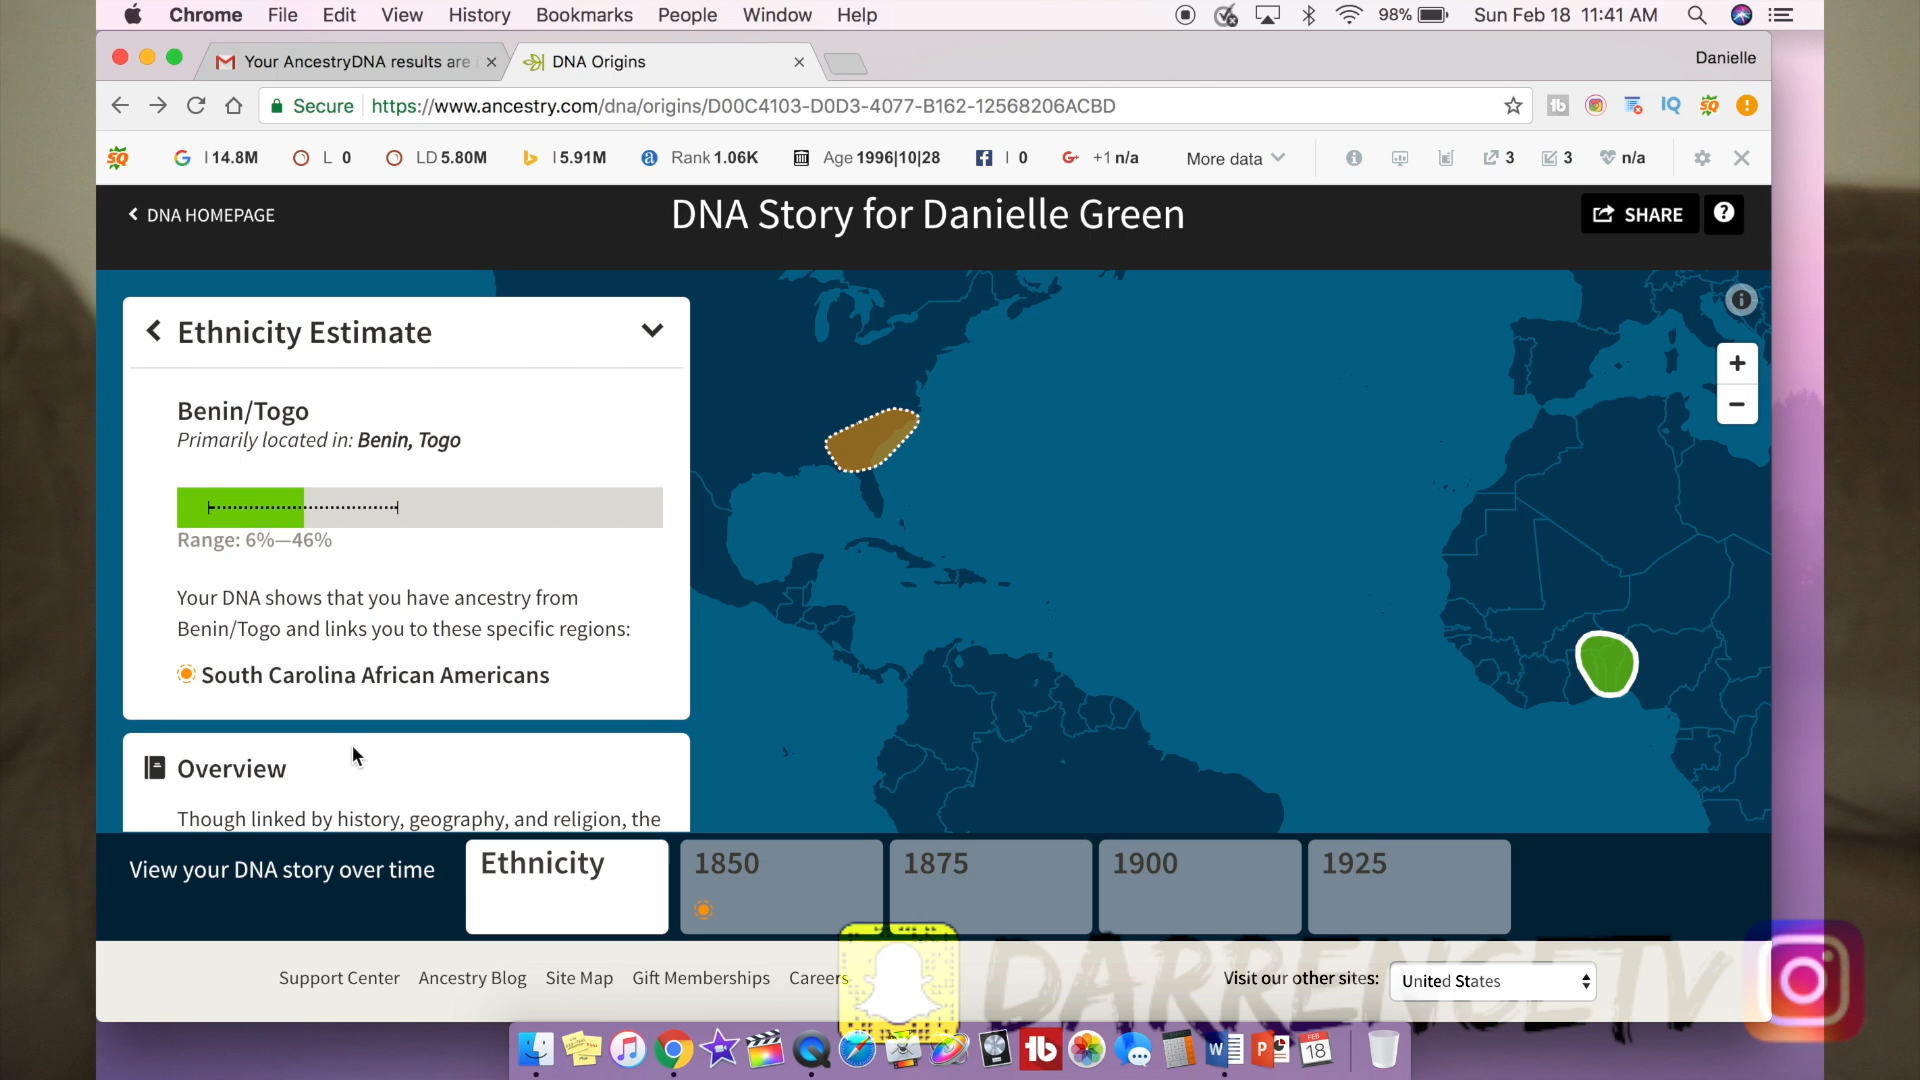 Chrome File Edit View History Bookmarks People Window Help 98% Sun Feb 18 11:41 AM
Your AncestryDNA results are DNA Origins Danielle
Secure https://www.ancestry.com/dna/origins/D00C4103-D0D3-4077-B162-12568206ACBD
SQ I 14.8M L 0 LD 5.80M I 5.91M Rank 1.06K Age 1996|10|28 I 0 +1 n/a More data 3 3 n/a
DNA HOMEPAGE DNA Story for Danielle Green SHARE ?
Ethnicity Estimate
Benin/Togo
Primarily located in: Benin, Togo
Range: 6%—46%
Your DNA shows that you have ancestry from
Benin/Togo and links you to these specific regions:
South Carolina African Americans
Overview
Though linked by history, geography, and religion, the
View your DNA story over time Ethnicity 1850 1875 1900 1925
Support Center Ancestry Blog Site Map Gift Memberships Careers Visit our other sites: United States
DARRENCETV